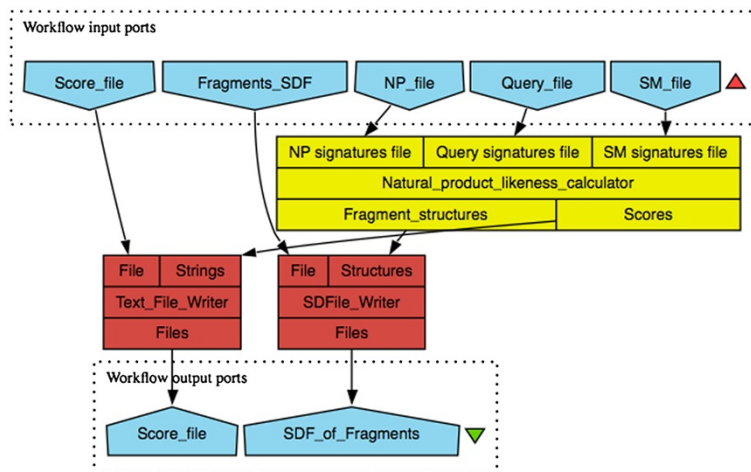 Workflow input ports
Score_file Fragments_SDF NP_file Query_file SM_file
NP signatures file Query signatures file SM signatures file
Natural_product_likeness_calculator
Fragment_structures Scores
File Strings File Structures
Text_File_Writer SDFile_Writer
Files Files
Workflow output ports
Score_file SDF_of_Fragments